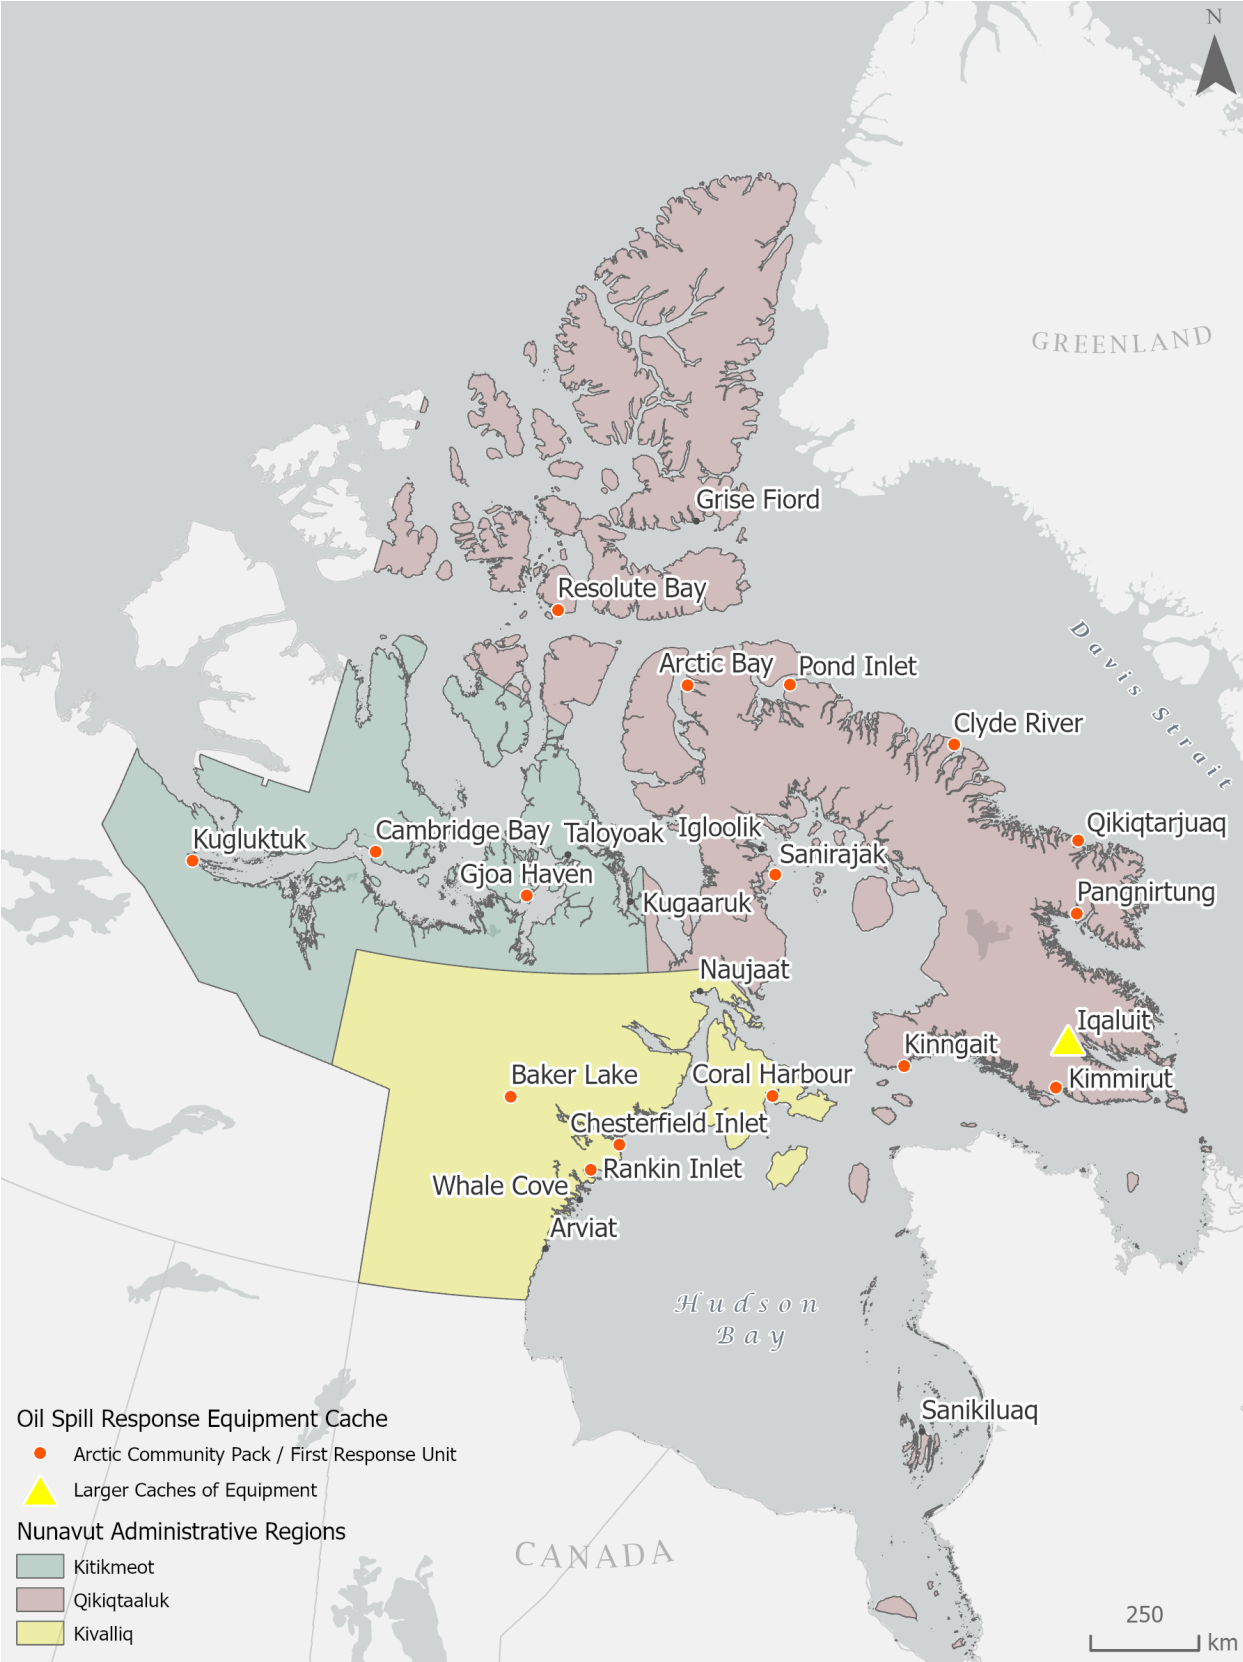 N
GREENLAND
Grise Fiord
Resolute Bay
Davis Strait
Arctic Bay
Pond Inlet
Clyde River
Qikiqtarjuaq
Kugluktuk
Cambridge Bay
Taloyoak
Igloolik
Sanirajak
Gjoa Haven
Kugaaruk
Pangnirtung
Naujaat
Iqaluit
Kinngait
Kimmirut
Baker Lake
Coral Harbour
Chesterfield Inlet
Rankin Inlet
Whale Cove
Arviat
Hudson
Bay
Sanikiluaq
CANADA
Oil Spill Response Equipment Cache
Arctic Community Pack / First Response Unit
Larger Caches of Equipment
Nunavut Administrative Regions
Kitikmeot
Qikiqtaaluk
Kivalliq
250
km